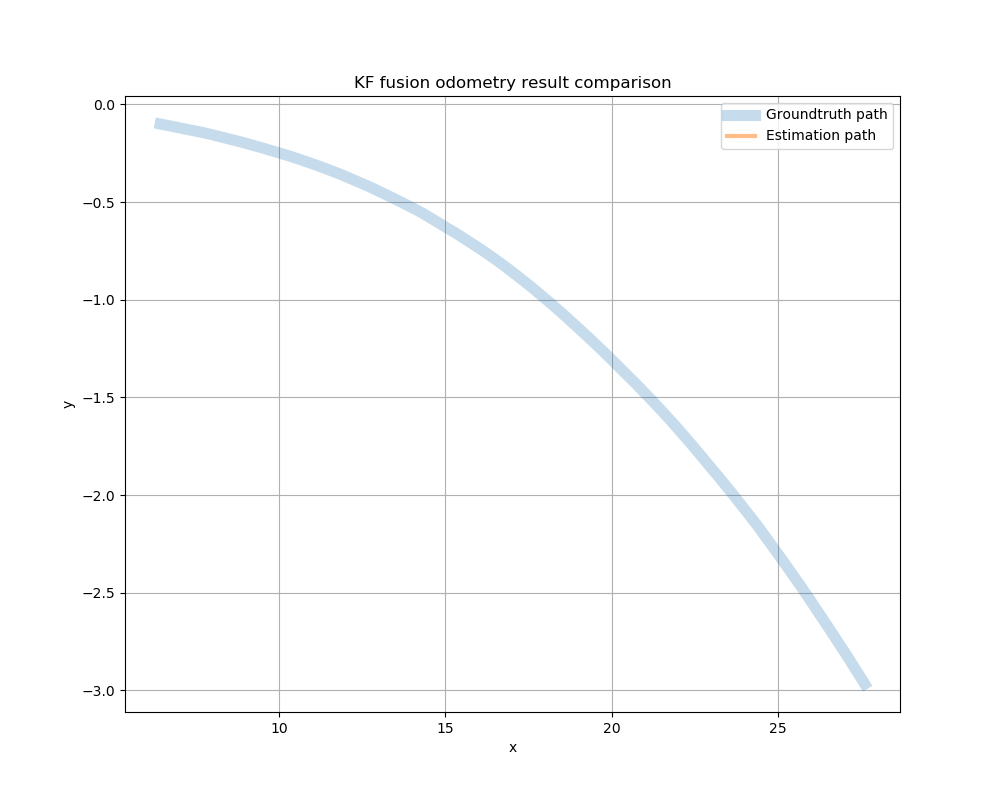 KF fusion odometry result comparison
Groundtruth path
Estimation path
0.0
−0.5
−1.0
−1.5
−2.0
−2.5
−3.0
y
10 15 20 25
x